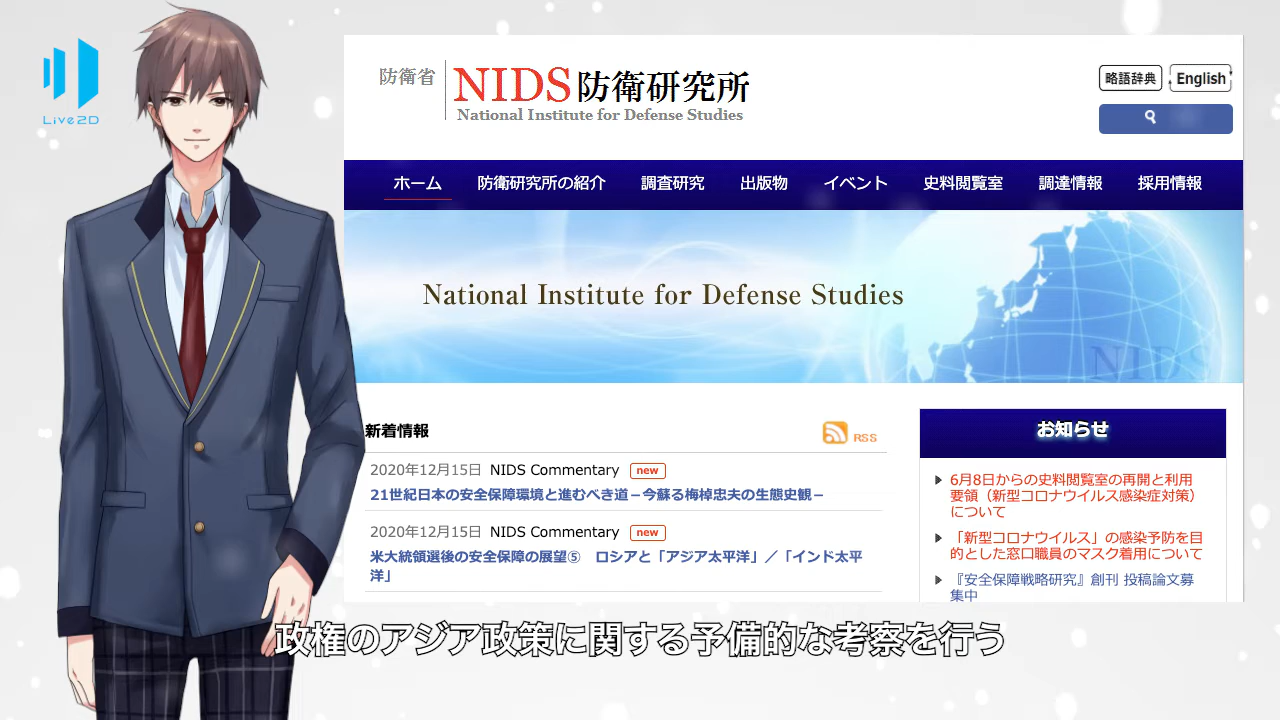 Live2D
防衛省
NIDS 防衛研究所
National Institute for Defense Studies
略語辞典
English
ホーム 防衛研究所の紹介 調査研究 出版物 イベント 史料閲覧室 調達情報 採用情報
National Institute for Defense Studies
NIDS
新着情報
RSS
2020年12月15日 NIDS Commentary new
21世紀日本の安全保障環境と進むべき道－今蘇る梅棹忠夫の生態史観－
2020年12月15日 NIDS Commentary new
米大統領選後の安全保障の展望⑤ ロシアと「アジア太平洋」／「インド太平
洋」
お知らせ
6月8日からの史料閲覧室の再開と利用
要領（新型コロナウイルス感染症対策）
について
「新型コロナウイルス」の感染予防を目
的とした窓口職員のマスク着用について
『安全保障戦略研究』創刊 投稿論文募
集中
政権のアジア政策に関する予備的な考察を行う